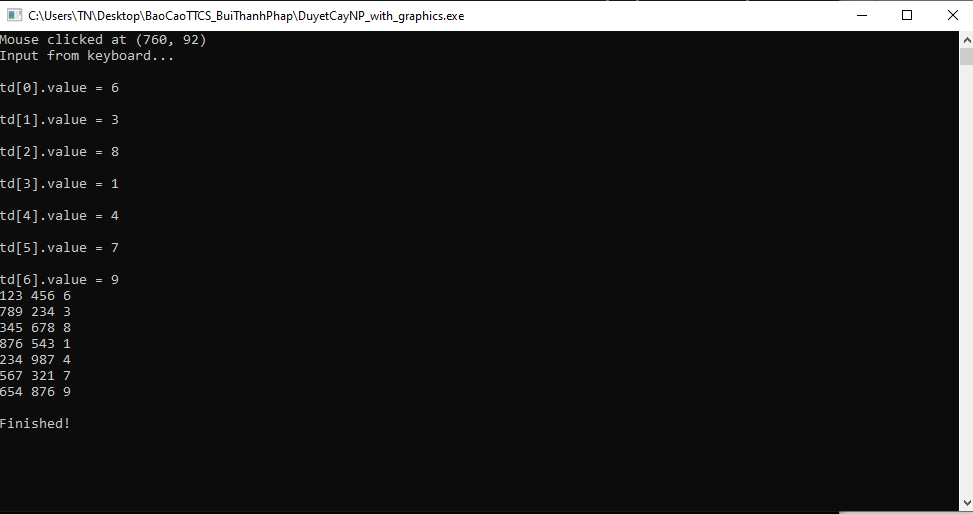 C:\Users\TN\Desktop\BaoCaoTTCS_BuiThanhPhap\DuyetCayNP_with_graphics.exe
Mouse clicked at (760, 92)
Input from keyboard...
td[0].value = 6
td[1].value = 3
td[2].value = 8
td[3].value = 1
td[4].value = 4
td[5].value = 7
td[6].value = 9
123 456 6
789 234 3
345 678 8
876 543 1
234 987 4
567 321 7
654 876 9
Finished!